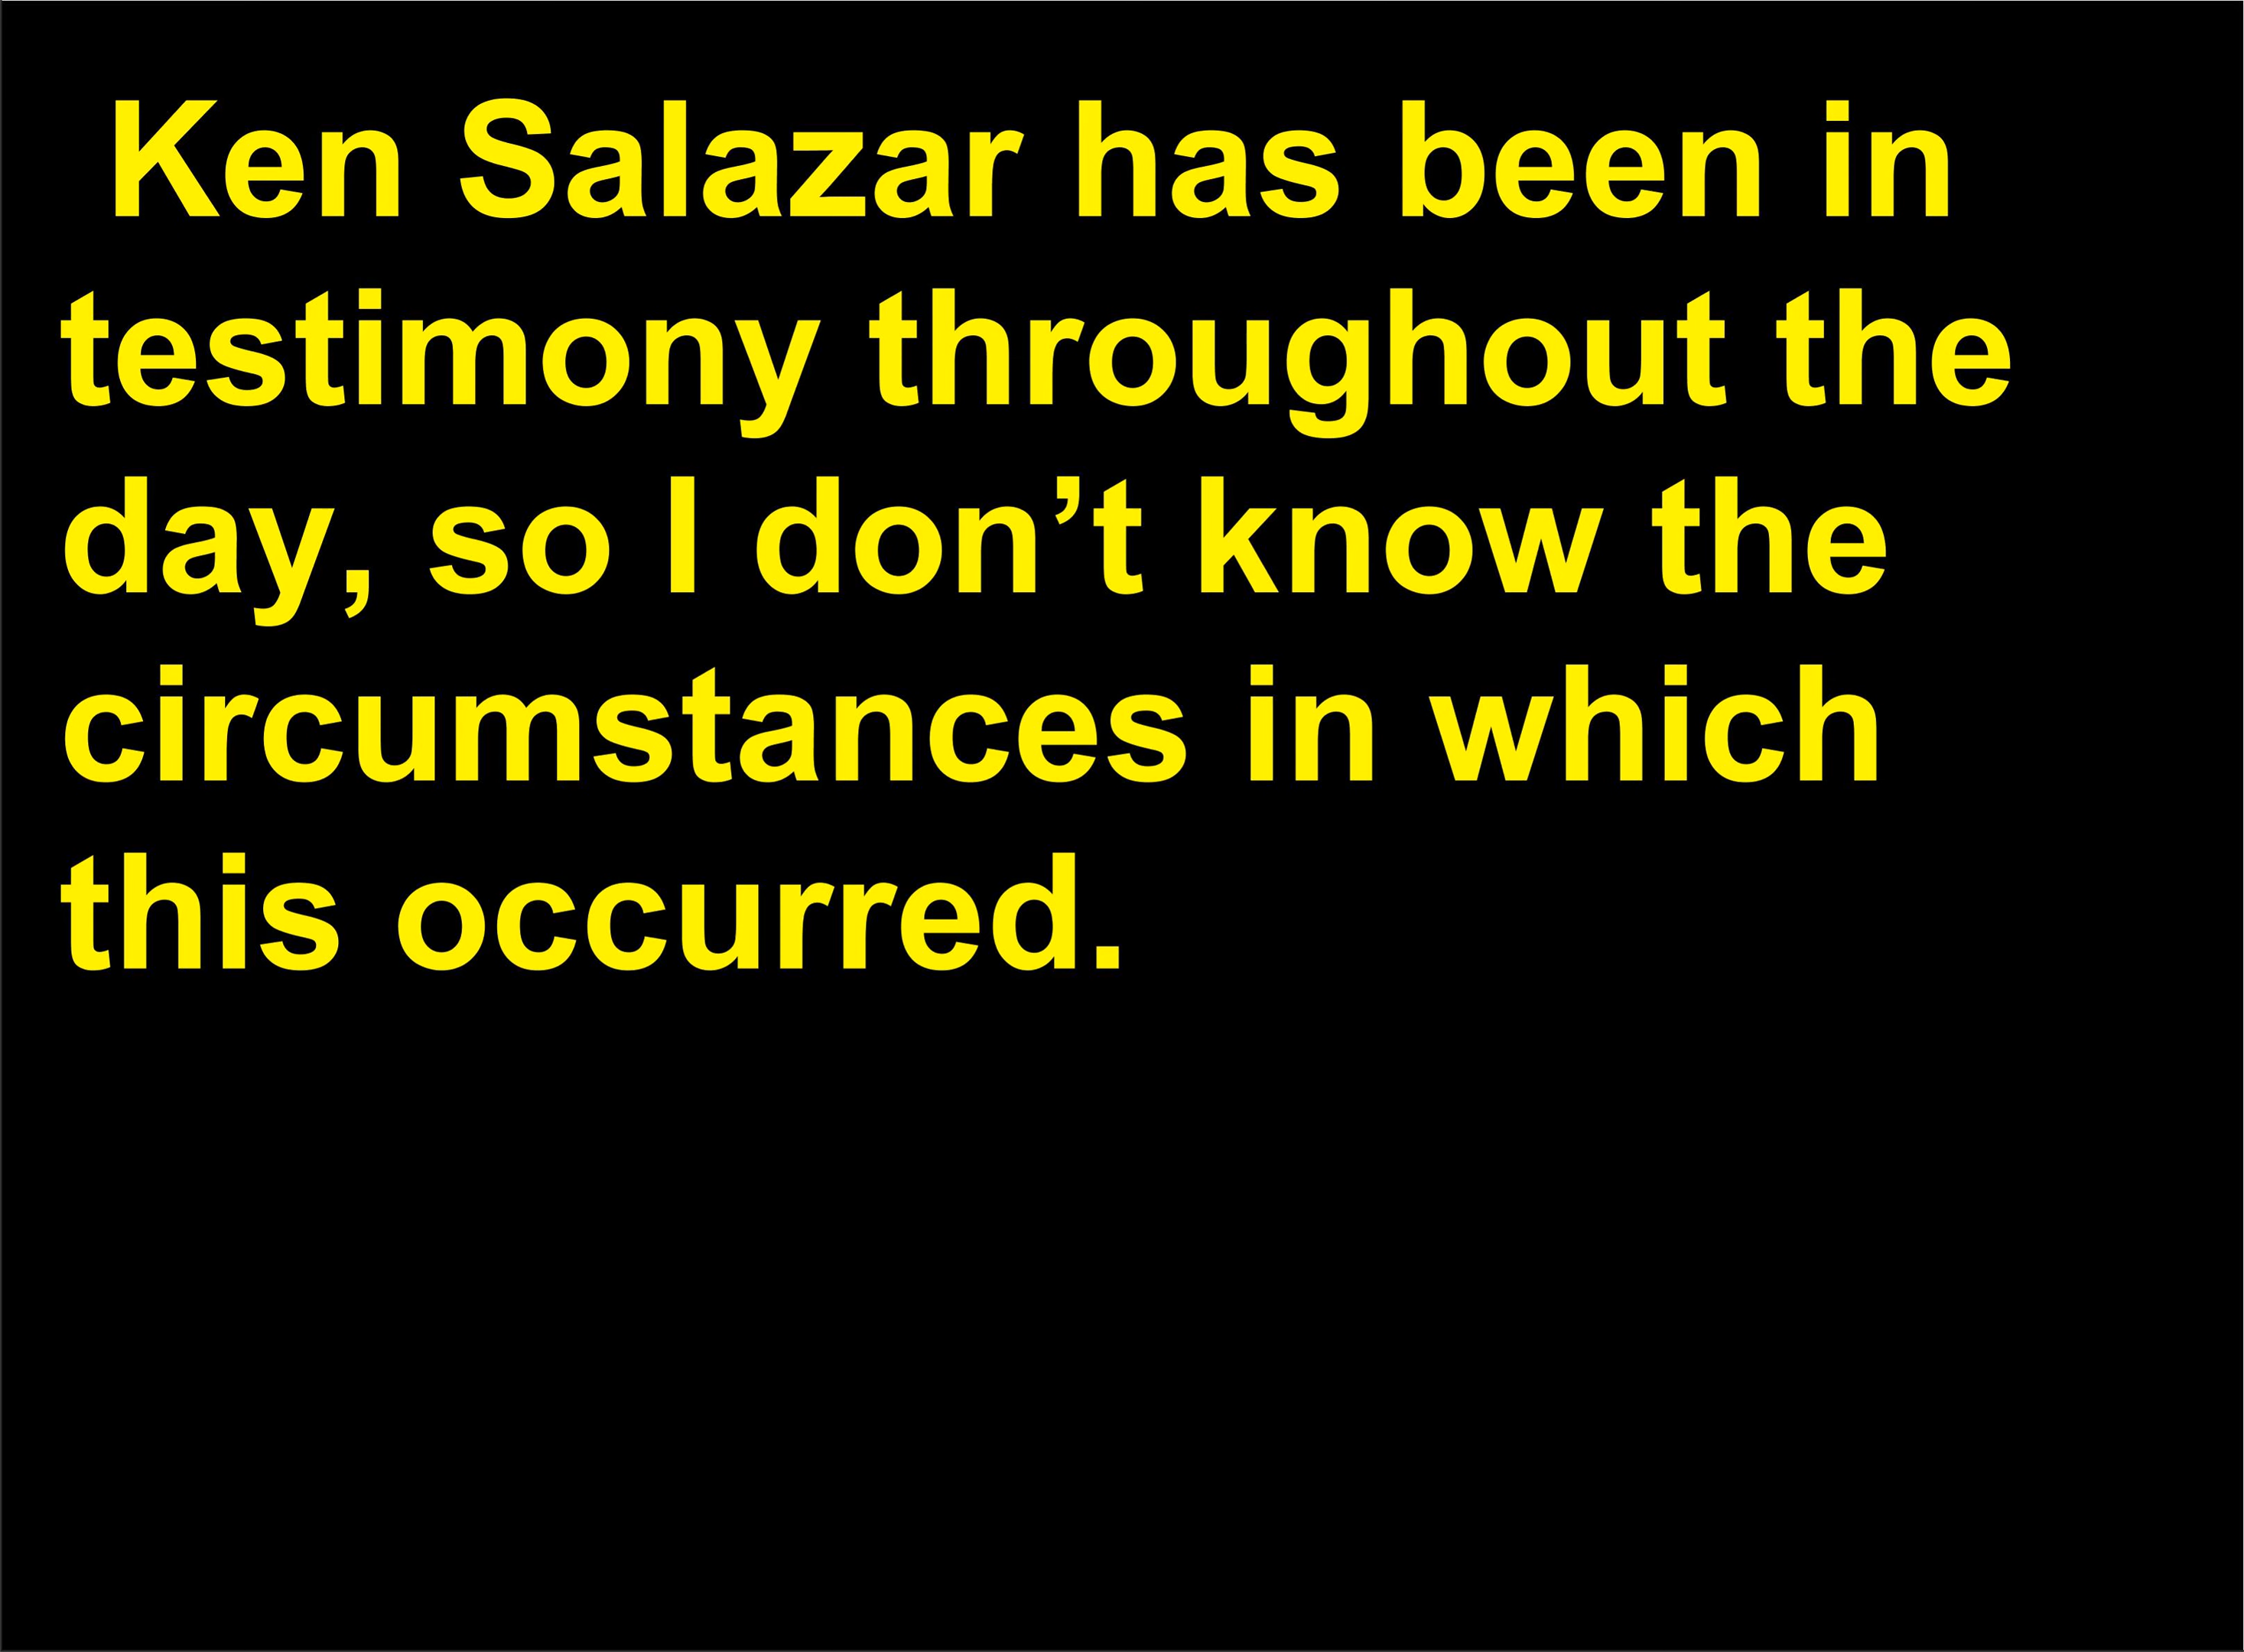 Ken Salazar has been in
testimony throughout the
day, so I don’t know the
circumstances in which
this occurred.